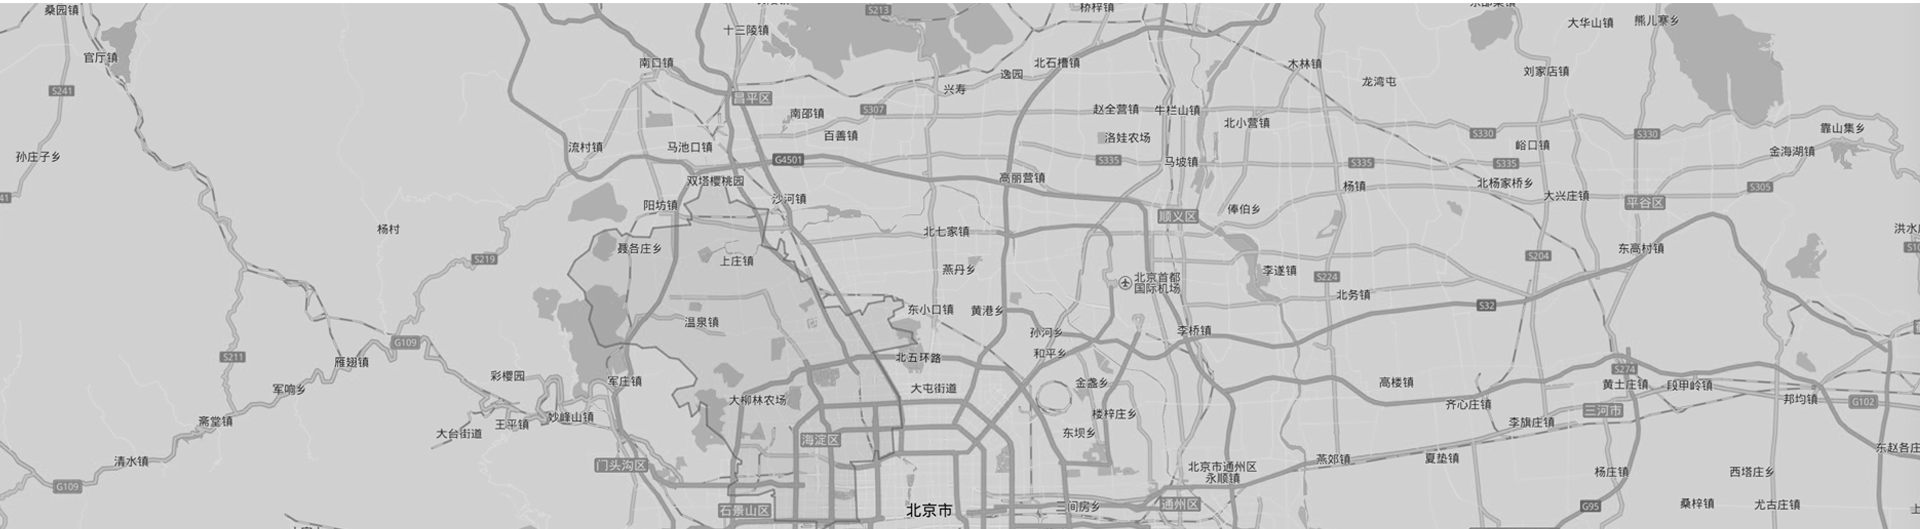 桑园镇
S213
桥梓镇
大华山镇
熊儿寨乡
十三陵镇
官厅镇
南口镇
北石槽镇
木林镇
逸园
刘家店镇
龙湾屯
兴寿
S241
昌平区
南邵镇
S307
赵全营镇
牛栏山镇
北小营镇
百善镇
洛娃农场
S330
S330
靠山集乡
流村镇
马池口镇
峪口镇
金海湖镇
孙庄子乡
G4501
S335
马坡镇
S335
S335
双塔樱桃园
高丽营镇
杨镇
北杨家桥乡
S305
41
阳坊镇
沙河镇
大兴庄镇
平谷区
俸伯乡
顺义区
杨村
北七家镇
洪水
聂各庄乡
东高村镇
S219
上庄镇
燕丹乡
李遂镇
S204
S224
北京首都
国际机场
北务镇
S32
东小口镇
黄港乡
温泉镇
孙河乡
李桥镇
G109
S211
雁翅镇
北五环路
和平乡
S274
彩樱园
军庄镇
军响乡
大屯街道
金盏乡
高楼镇
黄土庄镇
段甲岭镇
大柳林农场
邦均镇
G102
齐心庄镇
三河市
斋堂镇
王平镇
妙峰山镇
楼梓庄乡
李旗庄镇
大台街道
东坝乡
海淀区
东赵各庄
清水镇
门头沟区
北京市通州区
永顺镇
燕郊镇
夏垫镇
杨庄镇
西塔庄乡
G109
石景山区
北京市
三间房乡
通州区
G95
桑梓镇
尤古庄镇
上